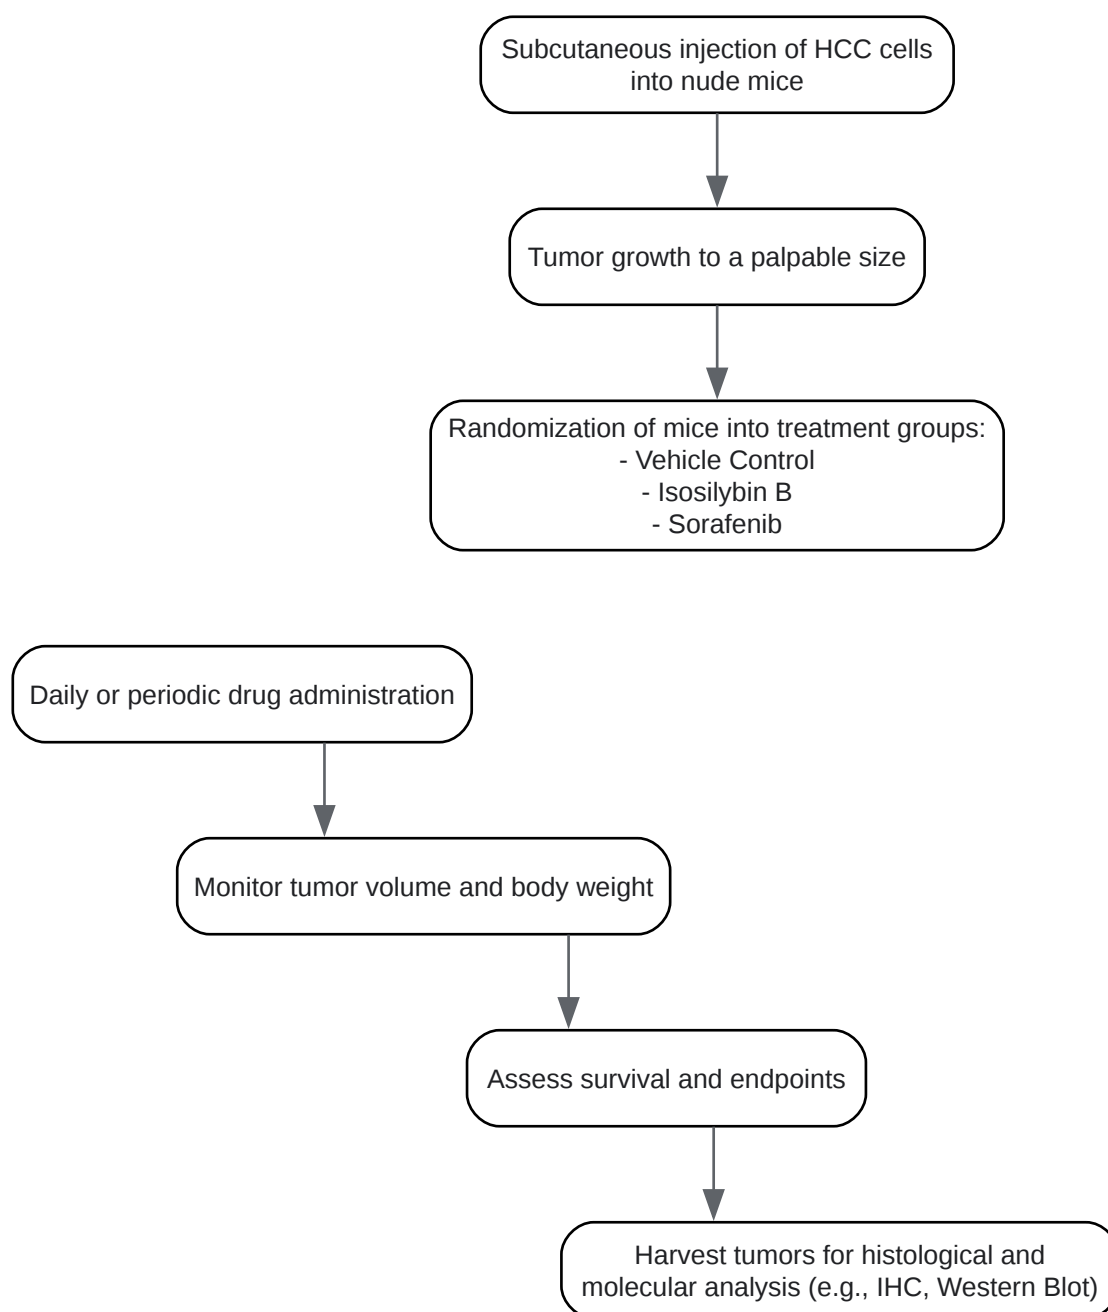 Subcutaneous injection of HCC cells
into nude mice
Tumor growth to a palpable size
Randomization of mice into treatment groups:
- Vehicle Control
- Isosilybin B
- Sorafenib
Daily or periodic drug administration
Monitor tumor volume and body weight
Assess survival and endpoints
Harvest tumors for histological and
molecular analysis (e.g., IHC, Western Blot)